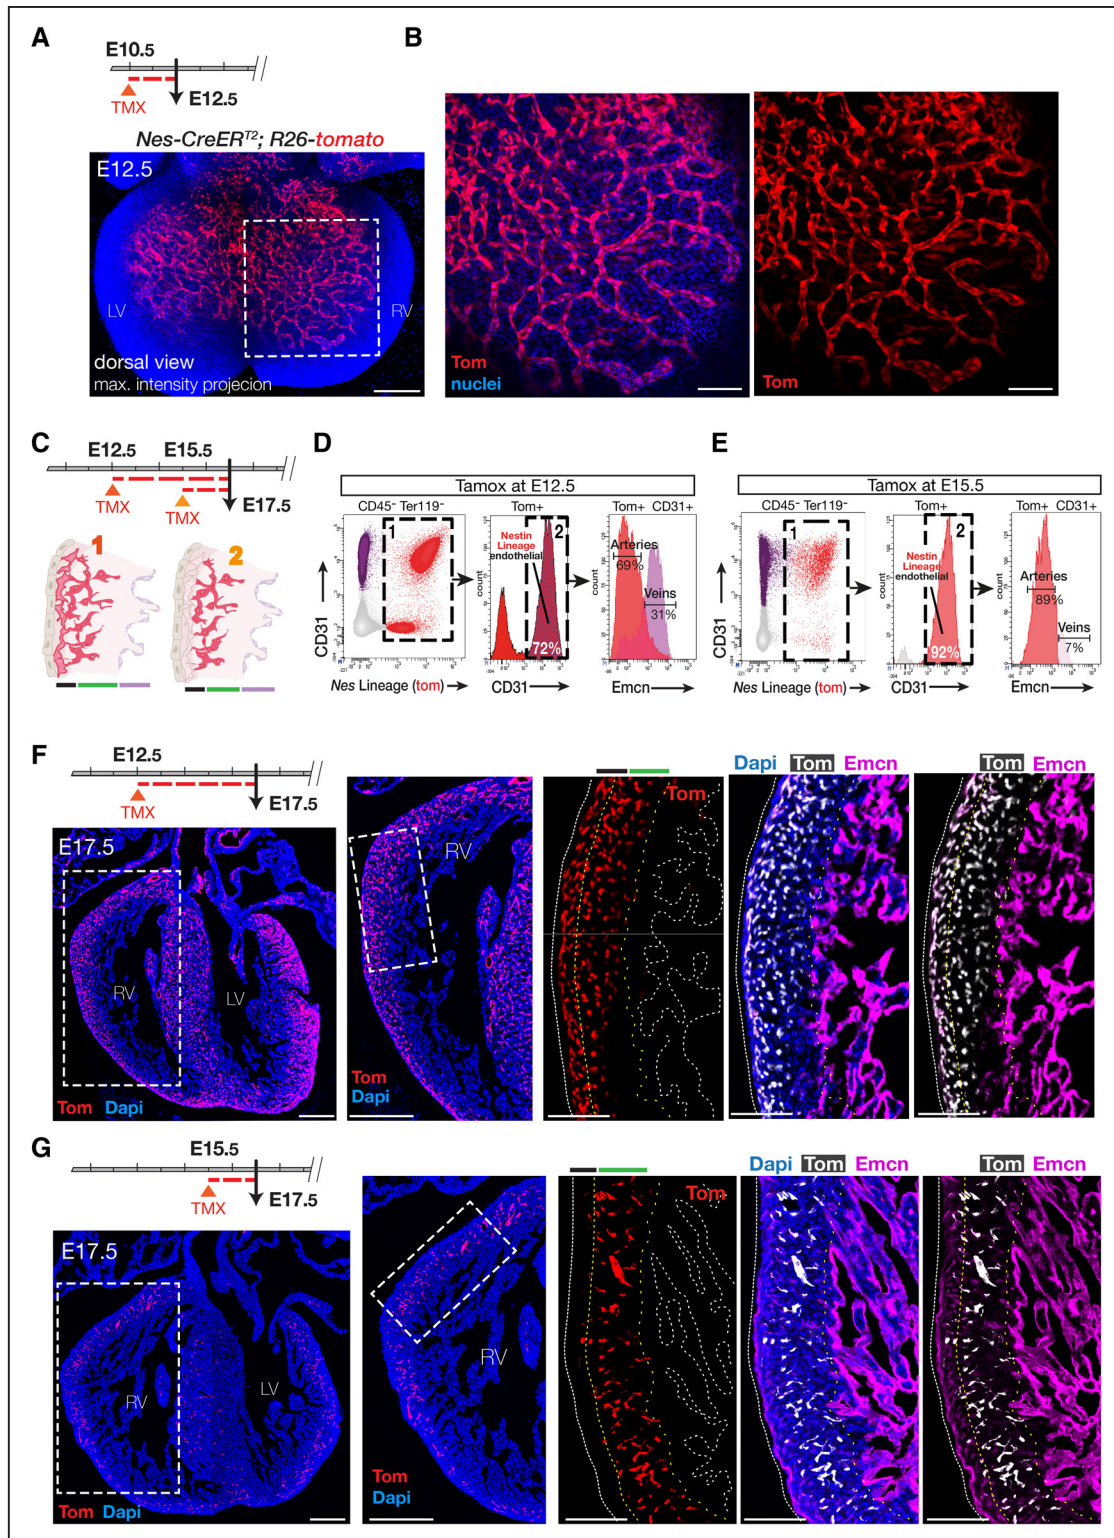 A
E10.5
TMX
E12.5
Nes-CreERT2; R26-tomato
E12.5
LV
RV
dorsal view
max. intensity projecion
B
Tom
nuclei
Tom
C
E12.5
E15.5
TMX
TMX
E17.5
1
2
D
Tamox at E12.5
CD45- Ter119-
Tom+
Tom+ CD31+
1
2
Nestin
Lineage
endothelial
72%
count
count
Arteries
69%
Veins
31%
CD31
Nes Lineage (tom)
CD31
Emcn
E
Tamox at E15.5
CD45- Ter119-
Tom+
Tom+ CD31+
1
2
Nestin
Lineage
endothelial
92%
count
count
Arteries
89%
Veins
7%
CD31
Nes Lineage (tom)
CD31
Emcn
F
E12.5
TMX
E17.5
E17.5
RV
LV
Tom Dapi
RV
Tom
Dapi
Tom
Dapi Tom Emcn
Tom Emcn
G
E15.5
TMX
E17.5
E17.5
RV
LV
Tom Dapi
RV
Tom
Dapi
Tom
Dapi Tom Emcn
Tom Emcn